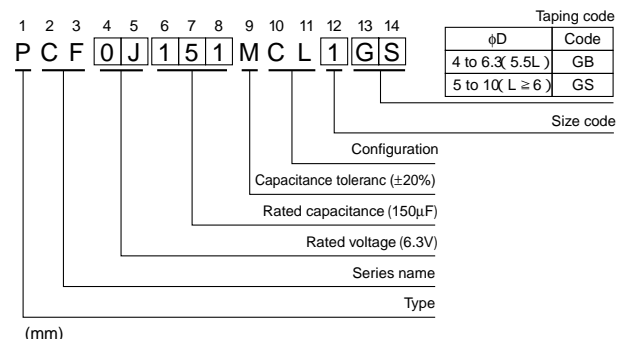 Taping code
1 2 3 4 5 6 7 8 9 10 11 12 13 14
P C F 0 J 1 5 1 M C L 1 G S
φD Code
4 to 6.3( 5.5L ) GB
5 to 10( L ≧ 6 ) GS
Size code
Configuration
Capacitance toleranc (±20%)
Rated capacitance (150μF)
Rated voltage (6.3V)
Series name
Type
(mm)